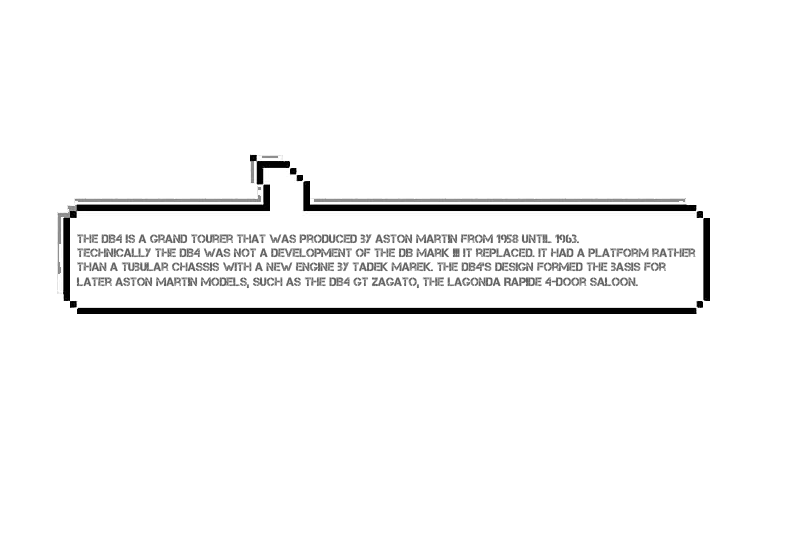 THE DB4 IS A GRAND TOURER THAT WAS PRODUCED BY ASTON MARTIN FROM 1958 UNTIL 1963.
TECHNICALLY THE DB4 WAS NOT A DEVELOPMENT OF THE DB MARK III IT REPLACED. IT HAD A PLATFORM RATHER
THAN A TUBULAR CHASSIS WITH A NEW ENGINE BY TADEK MAREK. THE DB4'S DESIGN FORMED THE BASIS FOR
LATER ASTON MARTIN MODELS, SUCH AS THE DB4 GT ZAGATO, THE LAGONDA RAPIDE 4-DOOR SALOON.